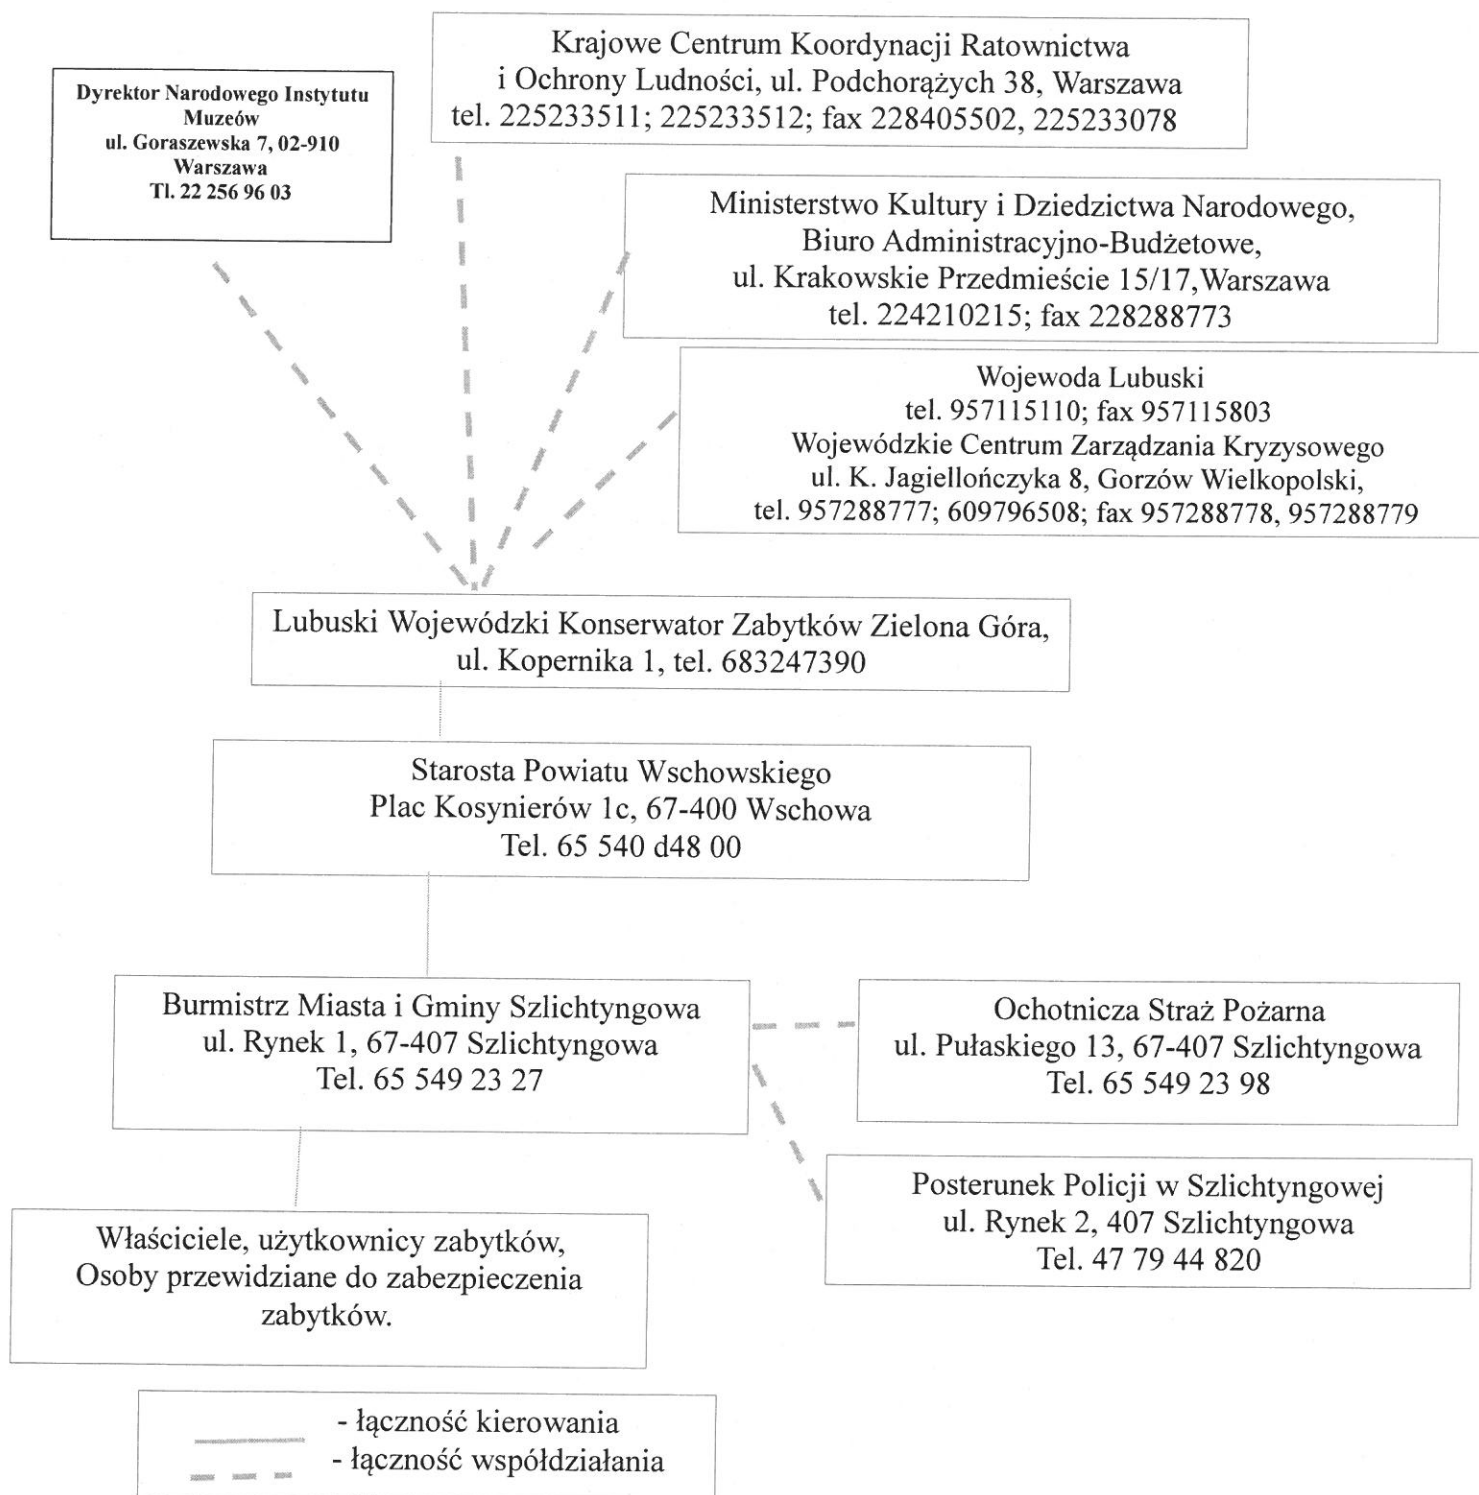 Krajowe Centrum Koordynacji Ratownictwa
i Ochrony Ludności, ul. Podchorążych 38, Warszawa
tel. 225233511; 225233512; fax 228405502, 225233078
Dyrektor Narodowego Instytutu
Muzeów
ul. Goraszewska 7, 02-910
Warszawa
Tl. 22 256 96 03
Ministerstwo Kultury i Dziedzictwa Narodowego,
Biuro Administracyjno-Budżetowe,
ul. Krakowskie Przedmieście 15/17,Warszawa
tel. 224210215; fax 228288773
Wojewoda Lubuski
tel. 957115110; fax 957115803
Wojewódzkie Centrum Zarządzania Kryzysowego
ul. K. Jagiellończyka 8, Gorzów Wielkopolski,
tel. 957288777; 609796508; fax 957288778, 957288779
Lubuski Wojewódzki Konserwator Zabytków Zielona Góra,
ul. Kopernika 1, tel. 683247390
Starosta Powiatu Wschowskiego
Plac Kosynierów 1c, 67-400 Wschowa
Tel. 65 540 d48 00
Burmistrz Miasta i Gminy Szlichtyngowa
ul. Rynek 1, 67-407 Szlichtyngowa
Tel. 65 549 23 27
Ochotnicza Straż Pożarna
ul. Pułaskiego 13, 67-407 Szlichtyngowa
Tel. 65 549 23 98
Posterunek Policji w Szlichtyngowej
ul. Rynek 2, 407 Szlichtyngowa
Tel. 47 79 44 820
Właściciele, użytkownicy zabytków,
Osoby przewidziane do zabezpieczenia
zabytków.
- łączność kierowania
- łączność współdziałania